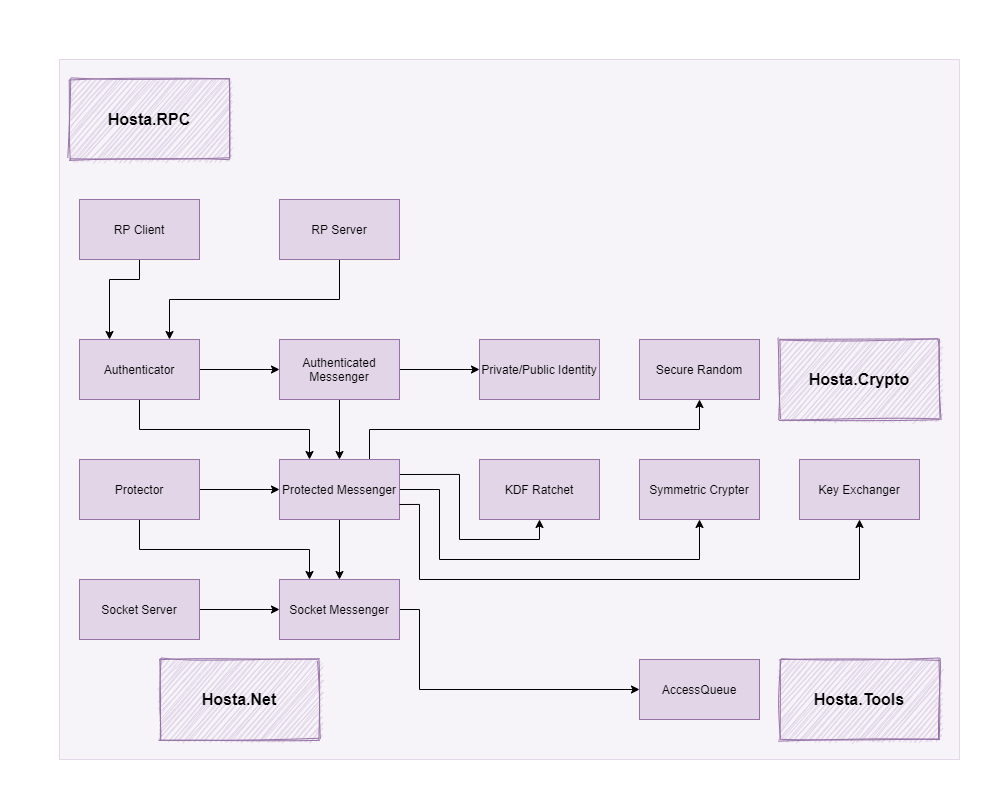 Hosta.RPC
RP Client
RP Server
Authenticator
Authenticated
Messenger
Private/Public Identity
Secure Random
Hosta.Crypto
Protector
Protected Messenger
KDF Ratchet
Symmetric Crypter
Key Exchanger
Socket Server
Socket Messenger
Hosta.Net
AccessQueue
Hosta.Tools